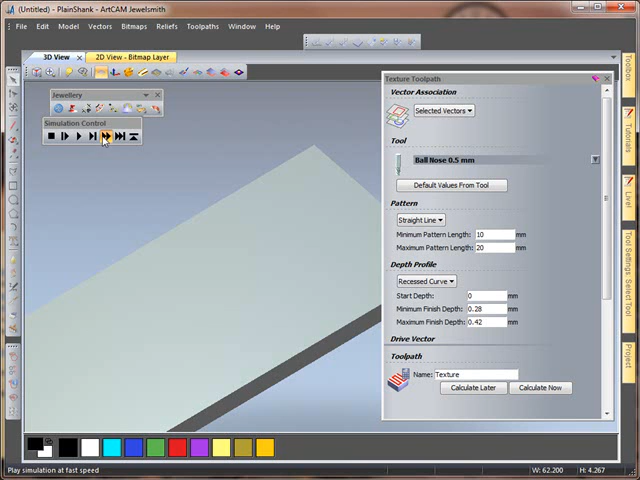 (Untitled) - PlainShank - ArtCAM Jewelsmith
File Edit Models Vectors Bitmaps Reliefs Toolpaths Window Help
3D View
2D View - Bitmap Layer
Jewellery
Simulation Control
Texture Toolpath
Vector Association
Selected Vectors
Tool
Ball Nose 0.5 mm
Default Values From Tool
Pattern
Straight Line
Minimum Pattern Length: 10 mm
Maximum Pattern Length: 20 mm
Depth Profile
Recessed Curve
Start Depth: 0 mm
Minimum Finish Depth: 0.28 mm
Maximum Finish Depth: 0.42 mm
Drive Vector
Toolpath
Name: Texture
Calculate Later Calculate Now
Toolbox
Tutorials
Live!
Tool Settings: Select Tool
Project
Play simulation at fast speed
W: 62.200 H: 4.267